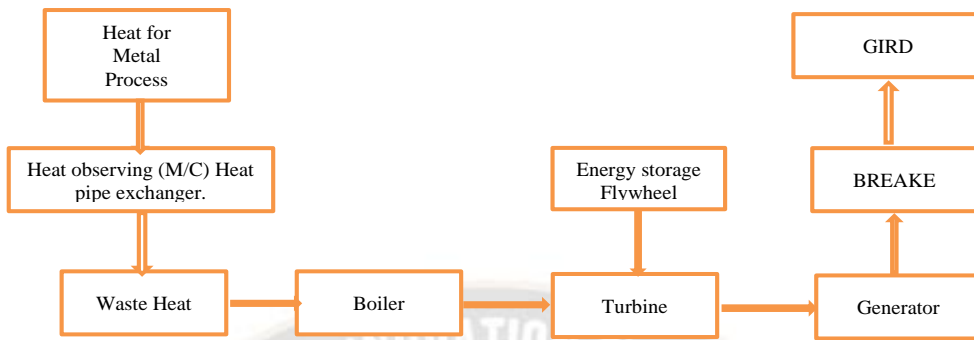 Heat for
Metal
Process
GIRD
Heat observing (M/C) Heat
pipe exchanger.
Energy storage
Flywheel
BREAKE
Waste Heat
Boiler
Turbine
Generator